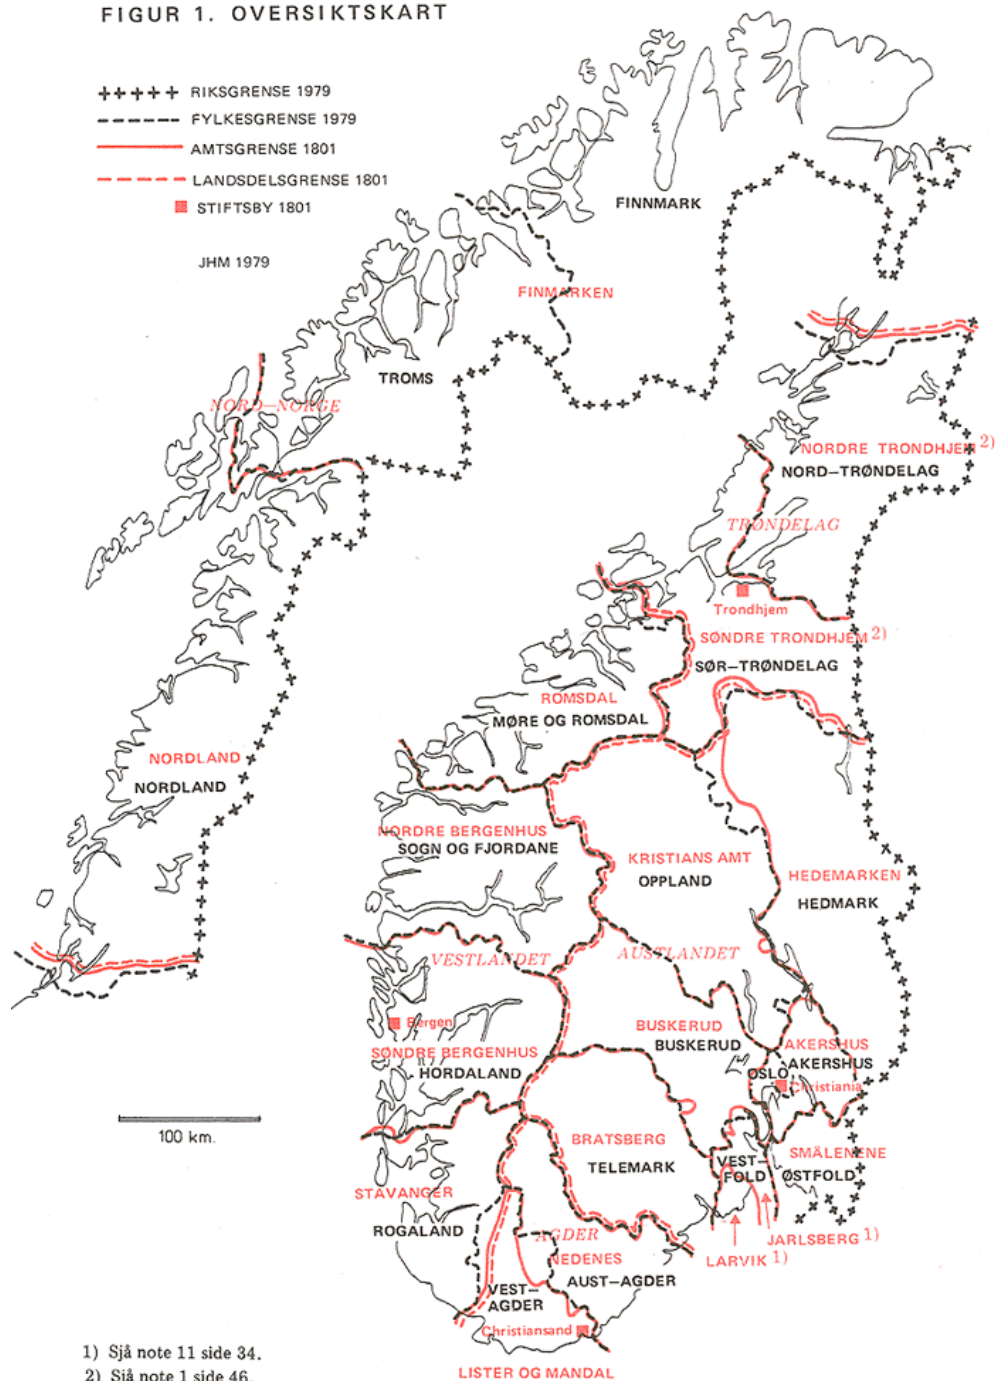 FIGUR 1. OVERSIKTSKART
RIKSGRENSE 1979
FYLKESGRENSE 1979
AMTSGRENSE 1801
LANDSDELSGRENSE 1801
STIFTSBY 1801
JHM 1979
FINNMARK
FINMARKEN
TROMS
NORD—NORGE
NORDRE TRONDHJEM 2)
NORD—TRØNDELAG
TRØNDELAG
Trondhjem
SØNDRE TRONDHJEM 2)
SØR—TRØNDELAG
ROMSDAL
MØRE OG ROMSDAL
NORDLAND
NORDLAND
NORDRE BERGENHUS
SOGN OG FJORDANE
KRISTIANS AMT
OPPLAND
HEDEMARKEN
HEDMARK
VESTLANDET
AUSTLANDET
Bergen
BUSKERUD
BUSKERUD
SØNDRE BERGENHUS
HORDALAND
AKERSHUS
AKERSHUS
OSLO
Christiania
100 km.
BRATSBERG
TELEMARK
VEST—
FOLD
SMÅLENENE
ØSTFOLD
STAVANGER
ROGALAND
AGDER
NEDENES
AUST—AGDER
JARLSBERG 1)
LARVIK 1)
VEST—
AGDER
Christiansand
LISTER OG MANDAL
1) Sjå note 11 side 34.
2) Sjå note 1 side 46.